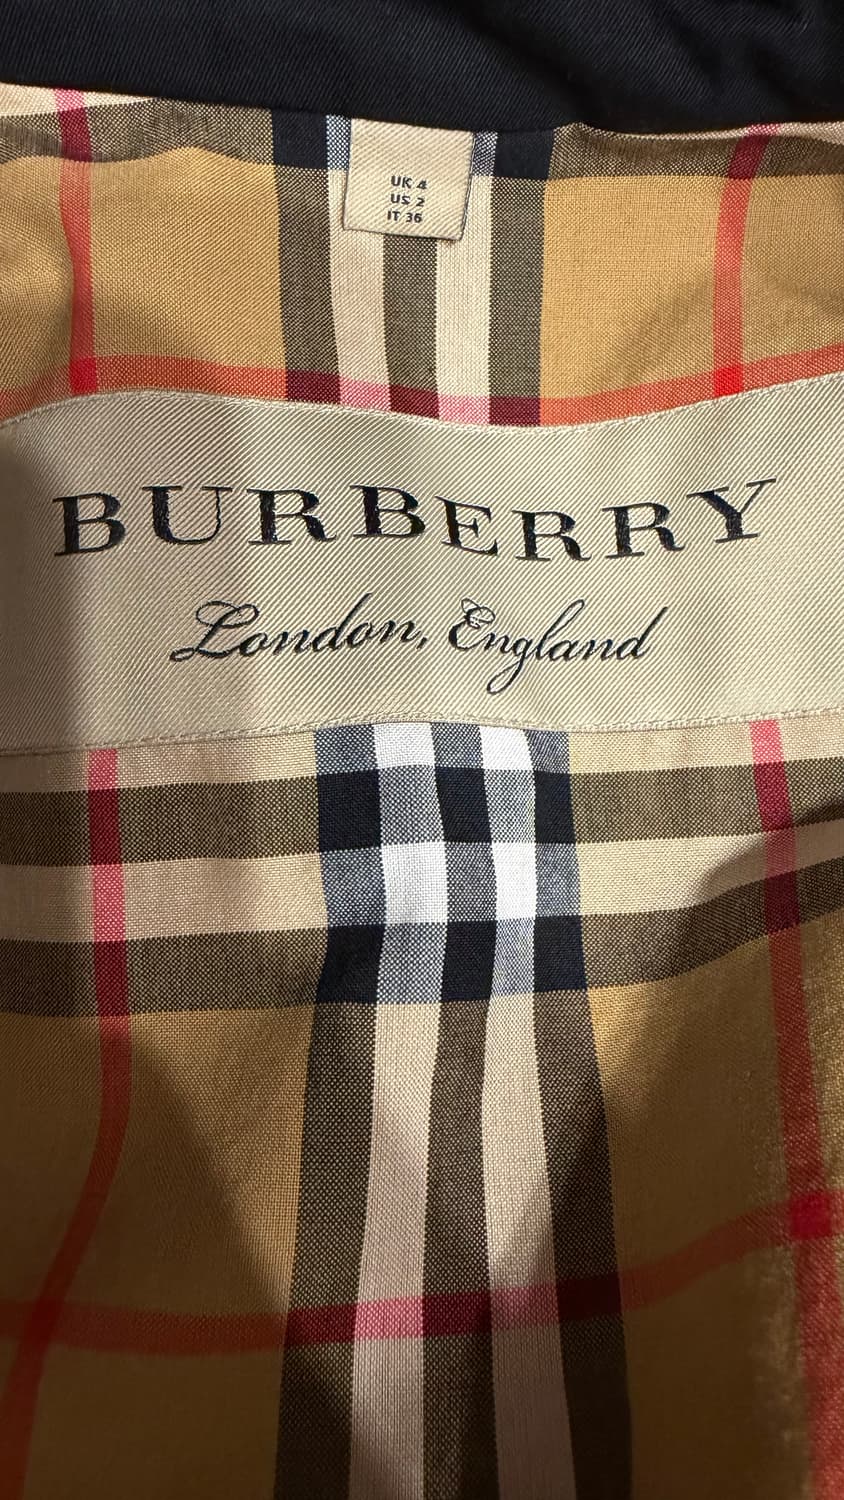 UK 4
US 2
IT 36
BURBERRY
London, England